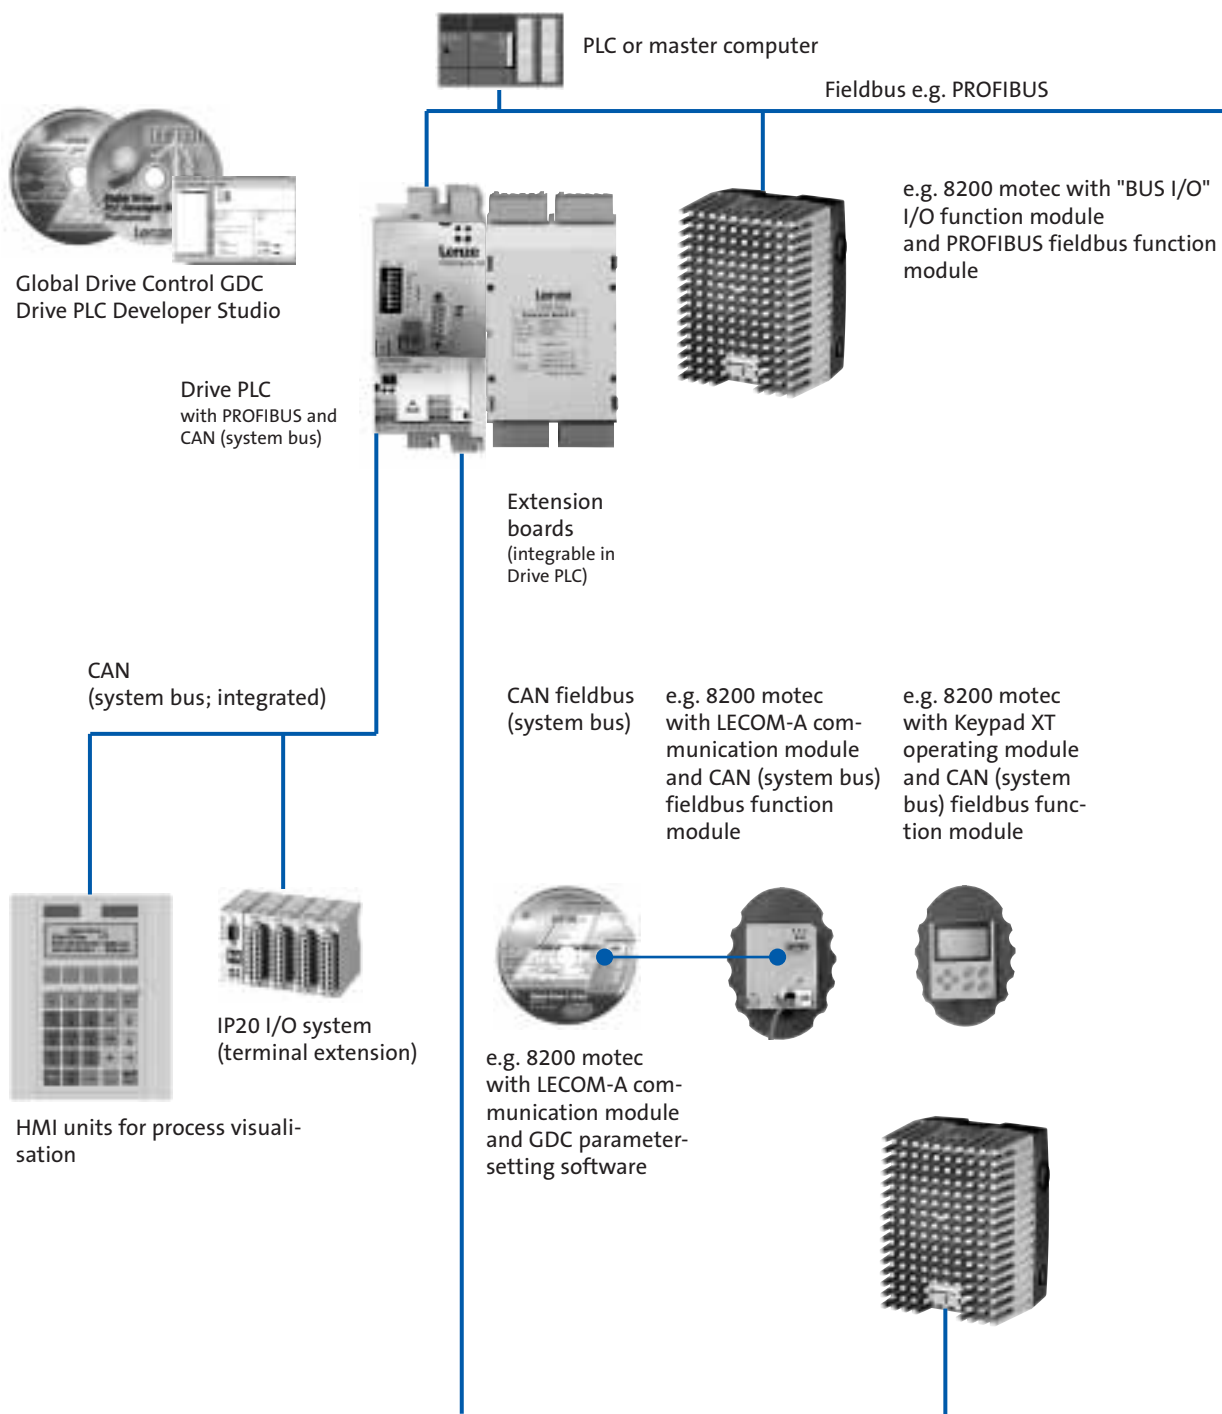 PLC or master computer
Fieldbus e.g. PROFIBUS
e.g. 8200 motec with "BUS I/O"
I/O function module
and PROFIBUS fieldbus function
module
Global Drive Control GDC
Drive PLC Developer Studio
Lenze
Lenze
Drive PLC
with PROFIBUS and
CAN (system bus)
Extension
boards
(integrable in
Drive PLC)
CAN
(system bus; integrated)
CAN fieldbus
(system bus)
e.g. 8200 motec
with LECOM-A com-
munication module
and CAN (system bus)
fieldbus function
module
e.g. 8200 motec
with Keypad XT
operating module
and CAN (system
bus) fieldbus func-
tion module
IP20 I/O system
(terminal extension)
HMI units for process visuali-
sation
e.g. 8200 motec
with LECOM-A com-
munication module
and GDC parameter-
setting software